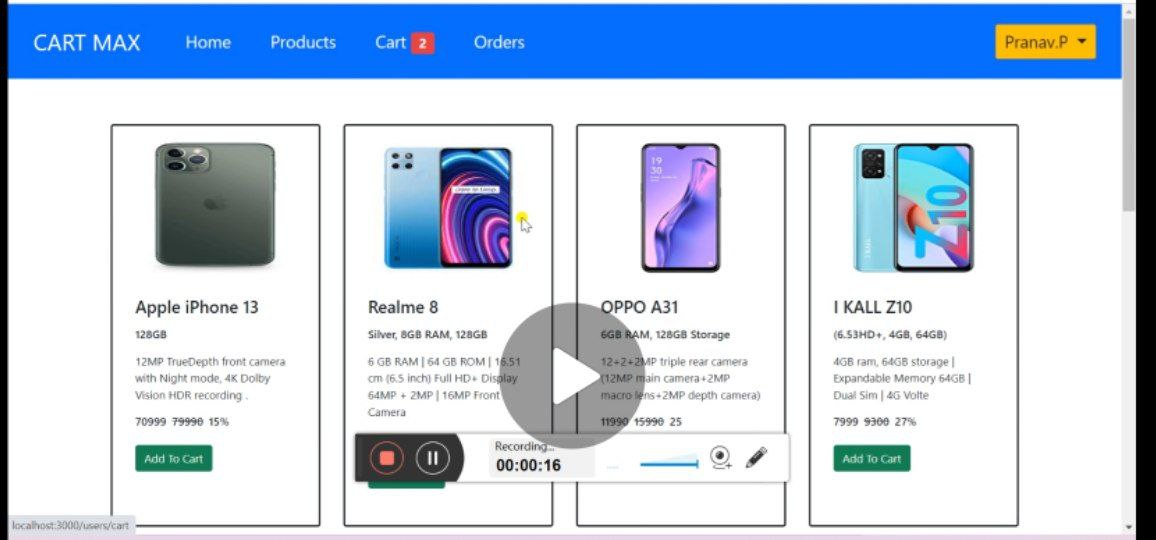 CART MAX Home Products Cart 2 Orders Pranav.P
19
30
Z10
Apple iPhone 13
128GB
12MP TrueDepth front camera
with Night mode, 4K Dolby
Vision HDR recording .
70999 79990 15%
Add To Cart
Realme 8
Silver, 8GB RAM, 128GB
6 GB RAM | 64 GB ROM | 16.51
cm (6.5 inch) Full HD+ Display
64MP + 2MP | 16MP Front
Camera
OPPO A31
6GB RAM, 128GB Storage
12+2+2MP triple rear camera
(12MP main camera+2MP
macro lens+2MP depth camera)
11990 15990 25
I KALL Z10
(6.53HD+, 4GB, 64GB)
4GB ram, 64GB storage |
Expandable Memory 64GB |
Dual Sim | 4G Volte
7999 9300 27%
Add To Cart
Recording...
00:00:16
localhost:3000/users/cart